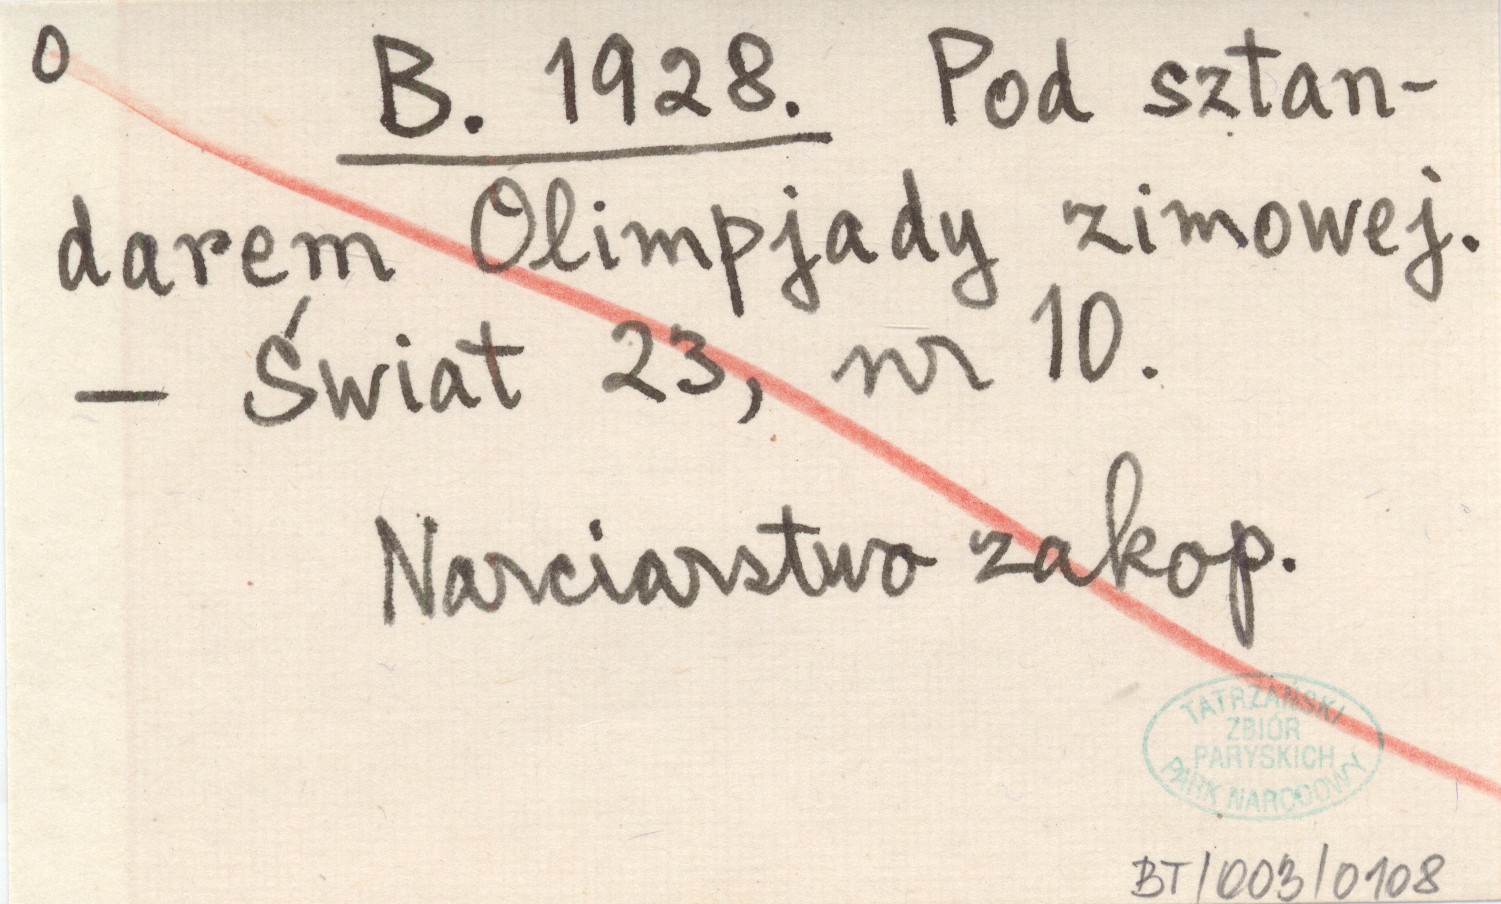 0 B. 1928. Pod sztan-
darem Olimpjady zimowej.
— Świat 23, nr 10.
Narciarstwo zakop.
TATRZAŃSKI
ZBIÓR
PARYSKICH
PARK NARODOWY
BT/003/0108